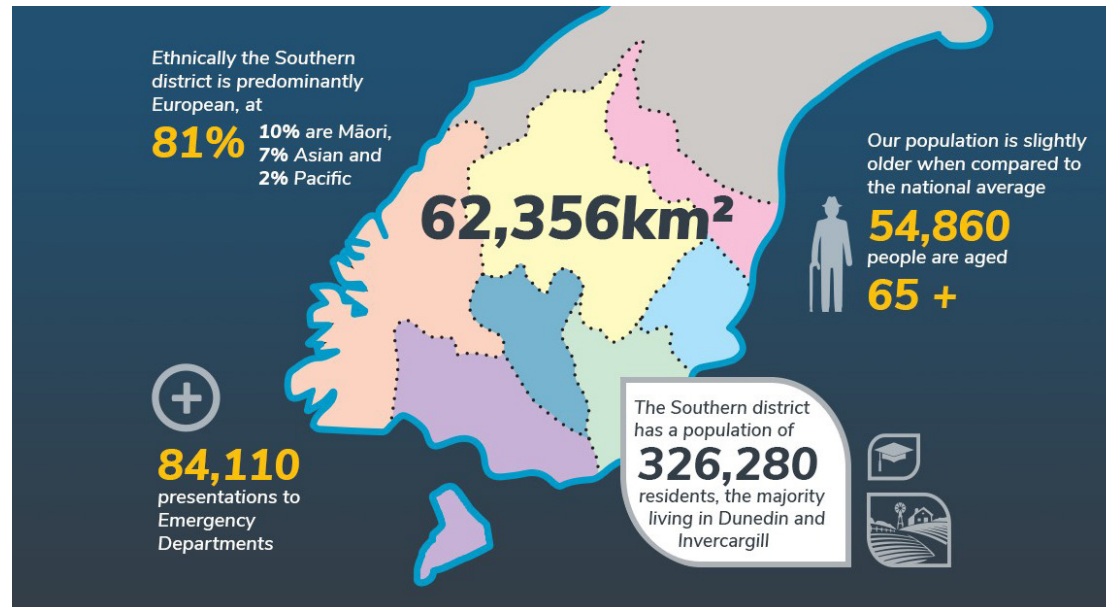 Ethnically the Southern
district is predominantly
European, at
81%
10% are Māori,
7% Asian and
2% Pacific
62,356km²
Our population is slightly
older when compared to
the national average
54,860
people are aged
65 +
84,110
presentations to
Emergency
Departments
The Southern district
has a population of
326,280
residents, the majority
living in Dunedin and
Invercargill